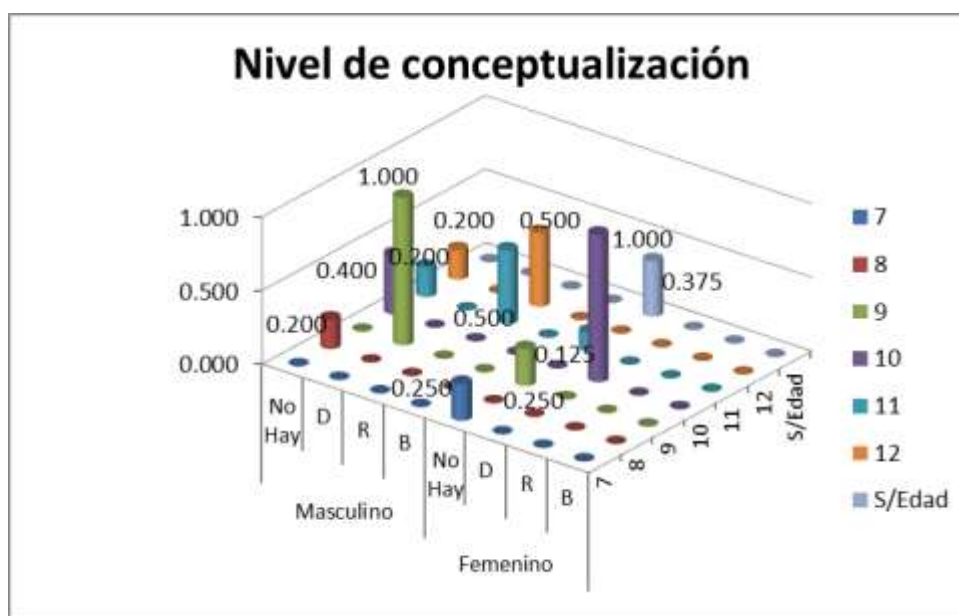 Nivel de conceptualización
1.000
0.500
0.000
1.000
0.200
0.500
1.000
0.400
0.200
0.375
0.200
0.500
0.125
0.250
0.250
No Hay
D
R
B
No Hay
D
R
B
Masculino
Femenino
7
8
9
10
11
12
S/Edad
7
8
9
10
11
12
S/Edad